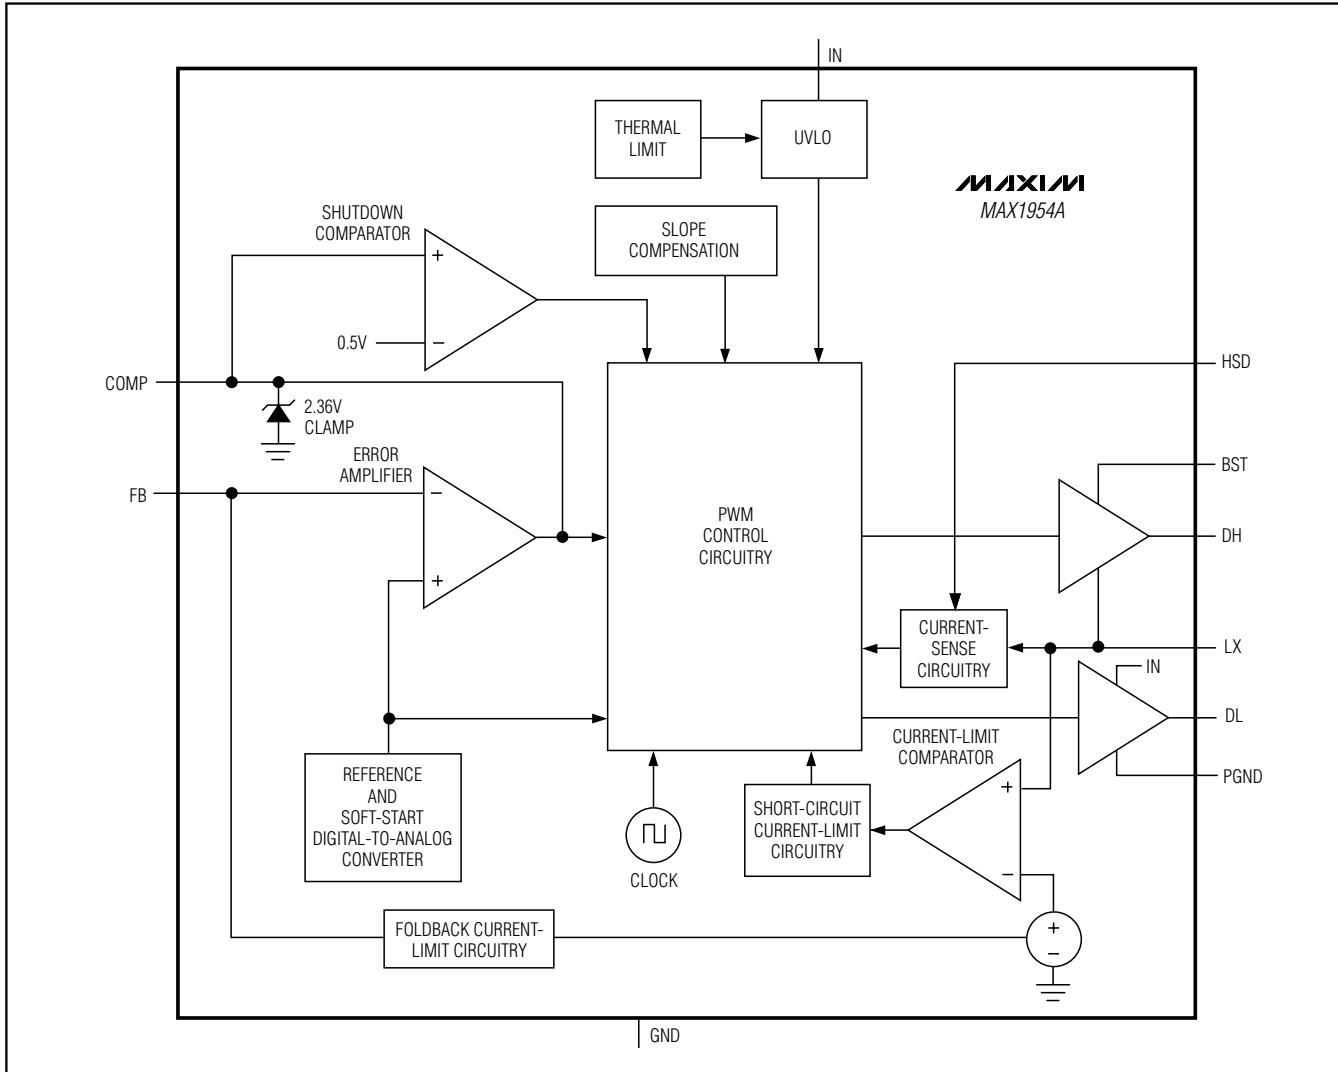 IN
THERMAL
LIMIT
UVLO
MAXIM
MAX1954A
SHUTDOWN
COMPARATOR
SLOPE
COMPENSATION
+
0.5V
−
COMP
HSD
2.36V
CLAMP
ERROR
AMPLIFIER
BST
FB
−
PWM
CONTROL
CIRCUITRY
DH
+
CURRENT-
SENSE
CIRCUITRY
LX
IN
DL
CURRENT-LIMIT
COMPARATOR
PGND
REFERENCE
AND
SOFT-START
DIGITAL-TO-ANALOG
CONVERTER
CLOCK
SHORT-CIRCUIT
CURRENT-LIMIT
CIRCUITRY
+
−
FOLDBACK CURRENT-
LIMIT CIRCUITRY
+
−
GND